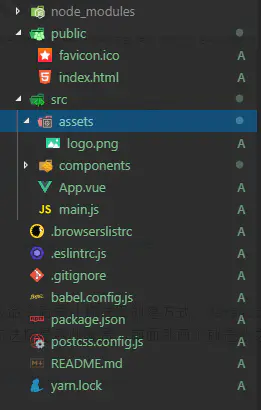 node_modules
public
favicon.ico A
index.html A
src
assets
logo.png A
components
App.vue A
JS main.js A
.browserslistrc A
.eslintrc.js A
.gitignore A
babel.config.js A
package.json A
postcss.config.js A
M↓ README.md A
yarn.lock A